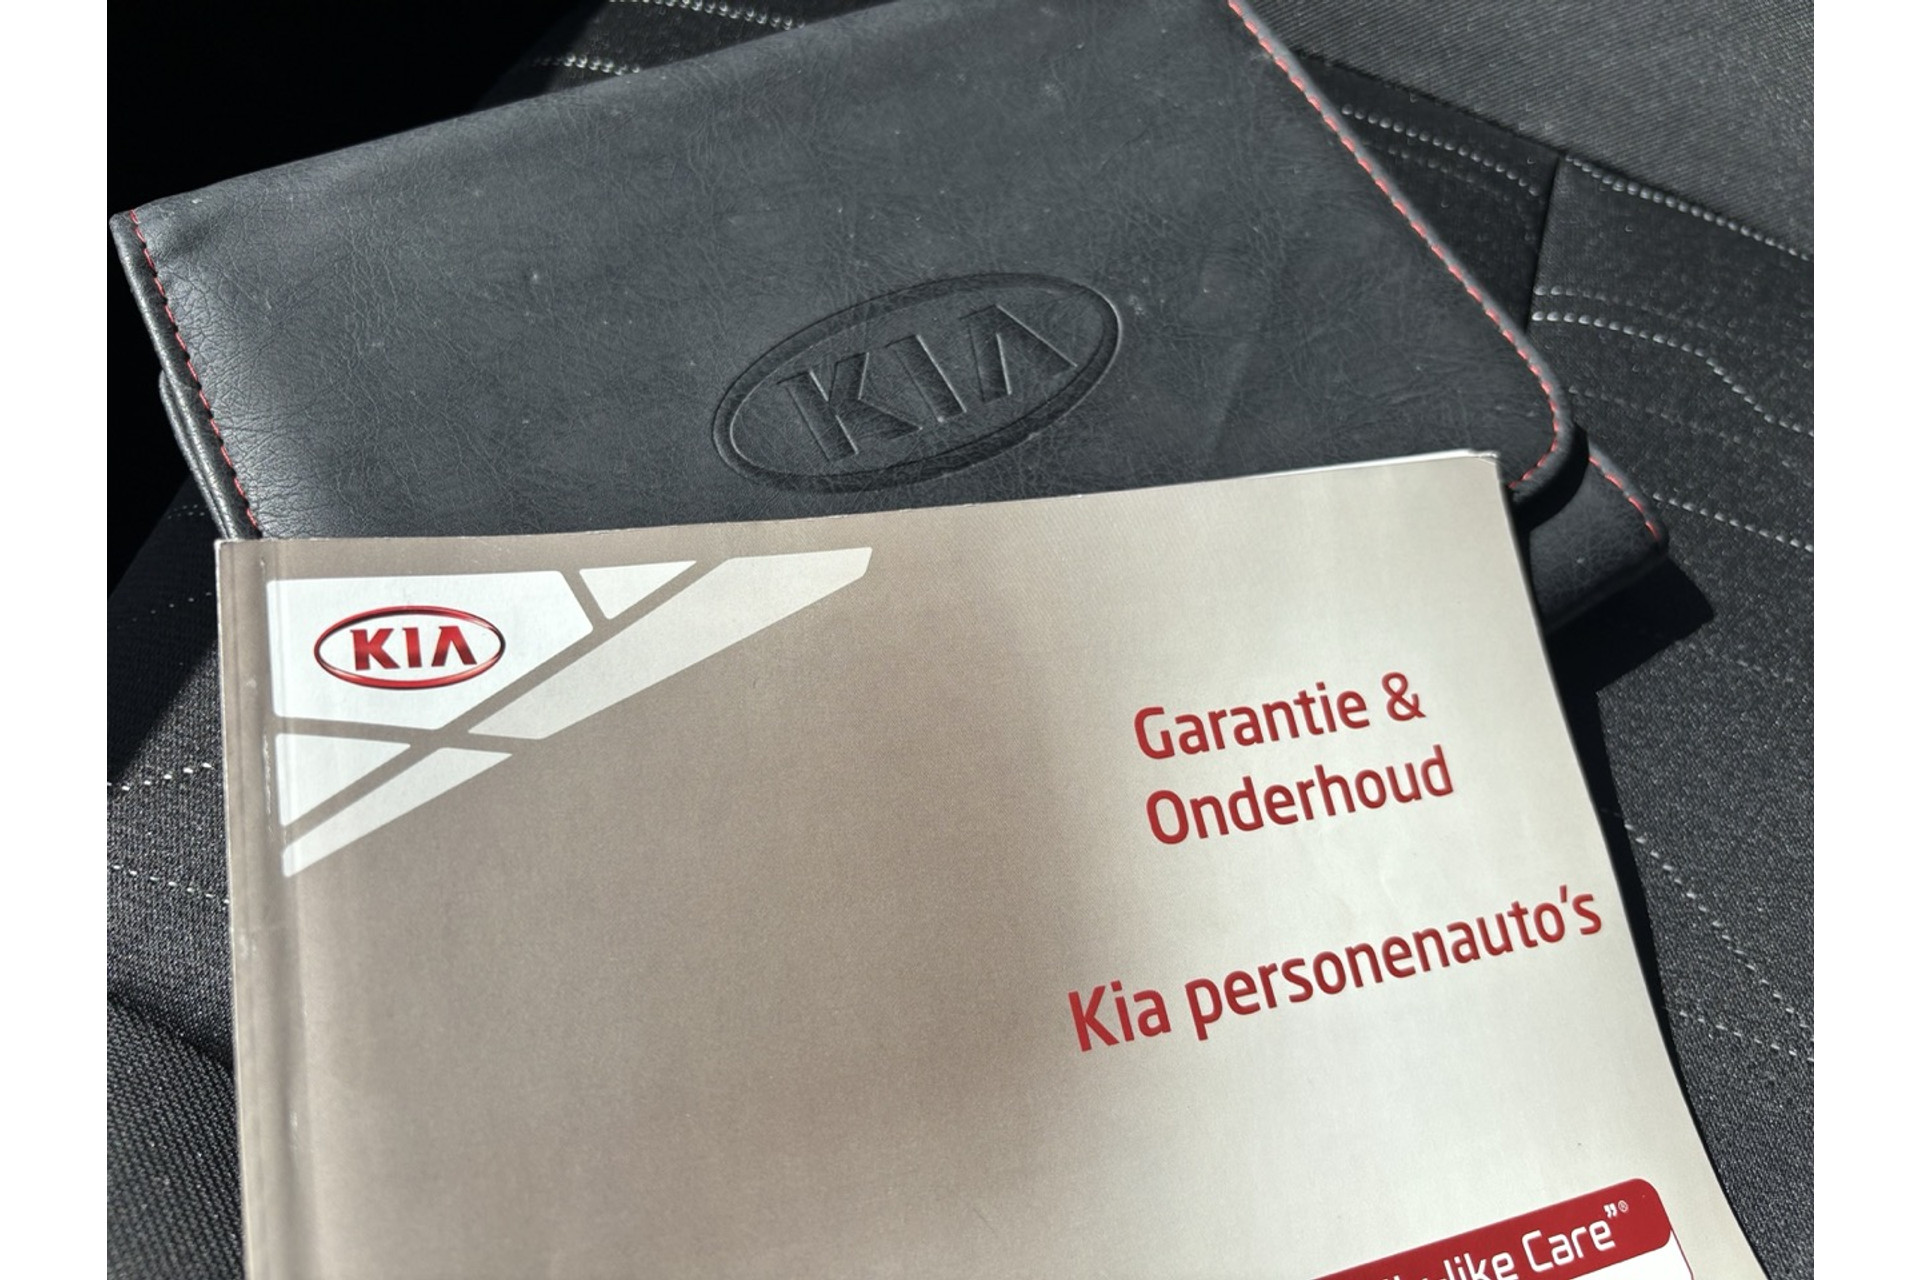 KIA
KIA
Garantie &
Onderhoud
Kia personenauto's
like Care"®